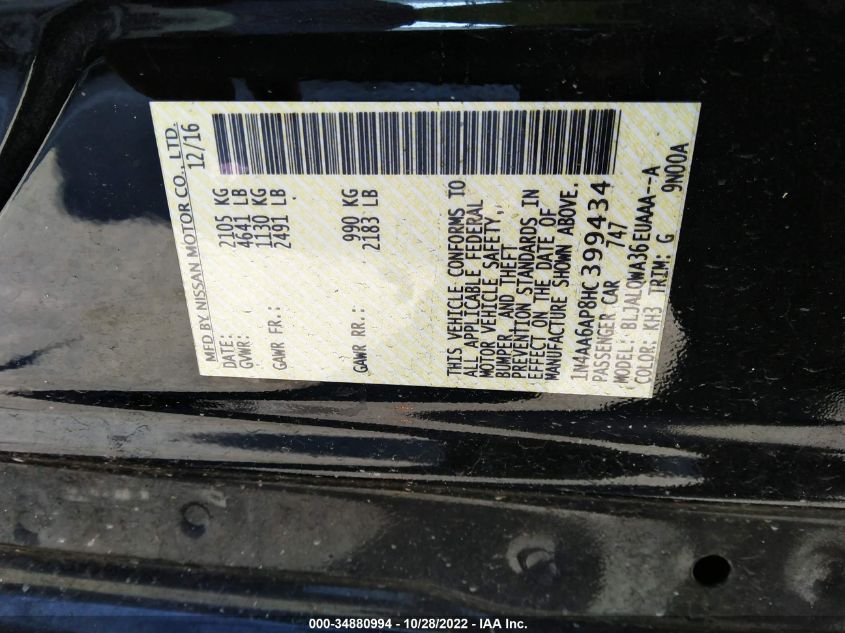 MFD BY NISSAN MOTOR CO., LTD.
DATE: 12/16
GVWR: 2105 KG
4641 LB
GAWR FR.: 1130 KG
2491 LB
GAWR RR.: 990 KG
2183 LB
THIS VEHICLE CONFORMS TO
ALL APPLICABLE FEDERAL
MOTOR VEHICLE SAFETY,
BUMPER, AND THEFT
PREVENTION STANDARDS IN
EFFECT ON THE DATE OF
MANUFACTURE SHOWN ABOVE.
1N4AA6AP8HC399434
PASSENGER CAR 747
MODEL: BLJALQWA36EUAAA--A
COLOR: KH3 TRIM: G 9N00A
000-34880994 - 10/28/2022 - IAA Inc.